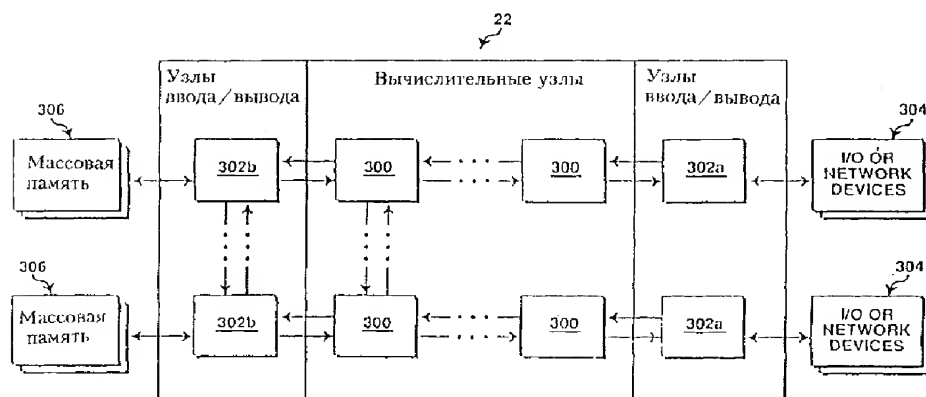 22
Узлы
ввода/вывода
Вычислительные узлы
Узлы
ввода/вывода
306
Массовая
память
302b
300
300
302a
304
I/O OR
NETWORK
DEVICES
306
Массовая
память
302b
300
300
302a
304
I/O OR
NETWORK
DEVICES